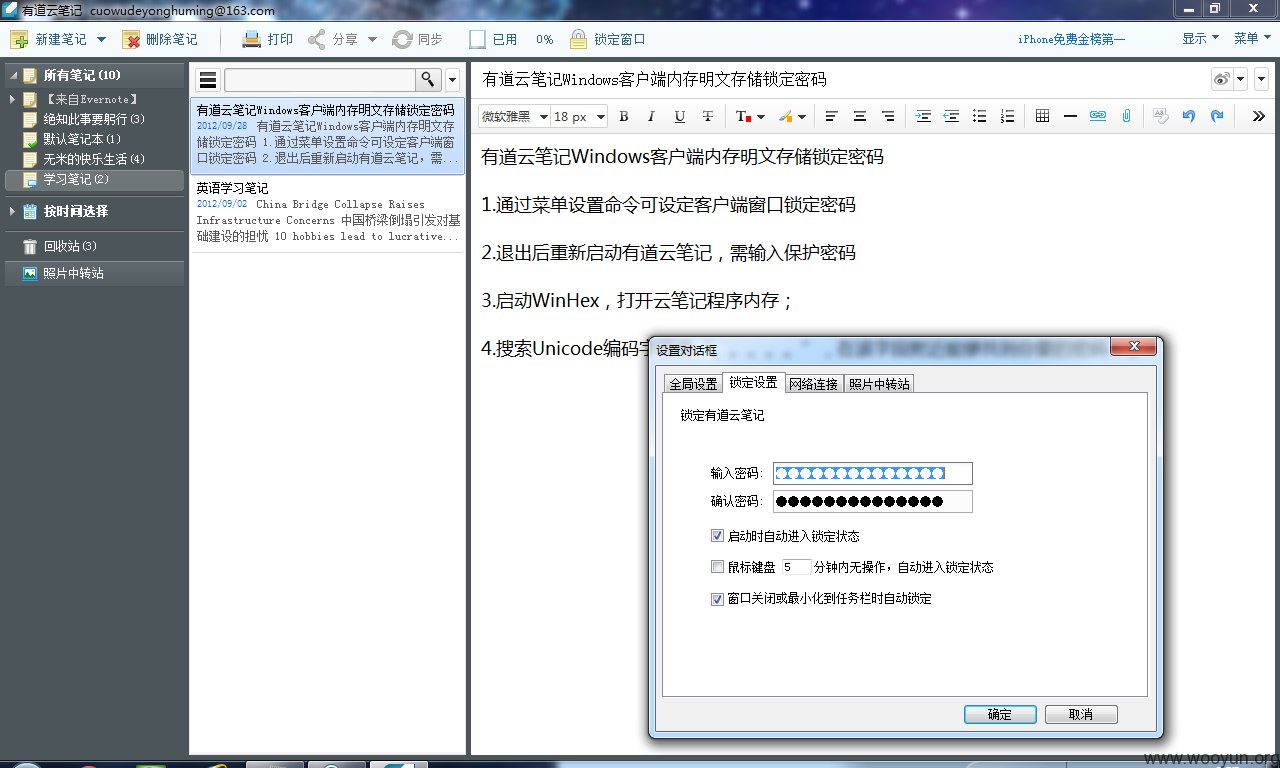 有道云笔记 cuowudeyonghuming@163.com
新建笔记 删除笔记 打印 分享 同步 已用 0% 锁定窗口 iPhone免费金榜第一 显示 菜单
所有笔记(10)
【来自Evernote】
绝知此事要躬行(3)
默认笔记本(1)
无米的快乐生活(4)
学习笔记(2)
按时间选择
回收站(3)
照片中转站
有道云笔记Windows客户端内存明文存储锁定密码
2012/09/28 有道云笔记Windows客户端内存明文存
储锁定密码 1.通过菜单设置命令可设定客户端窗
口锁定密码 2.退出后重新启动有道云笔记，需...
英语学习笔记
2012/09/02 China Bridge Collapse Raises
Infrastructure Concerns 中国桥梁倒塌引发对基
础建设的担忧 10 hobbies lead to lucrative...
有道云笔记Windows客户端内存明文存储锁定密码
微软雅黑 18 px B I U T T
有道云笔记Windows客户端内存明文存储锁定密码
1.通过菜单设置命令可设定客户端窗口锁定密码
2.退出后重新启动有道云笔记，需输入保护密码
3.启动WinHex，打开云笔记程序内存；
4.搜索Unicode编码
设置对话框
全局设置 锁定设置 网络连接 照片中转站
锁定有道云笔记
输入密码:
确认密码:
启动时自动进入锁定状态
鼠标键盘 5 分钟内无操作，自动进入锁定状态
窗口关闭或最小化到任务栏时自动锁定
确定 取消
www.wooyun.org